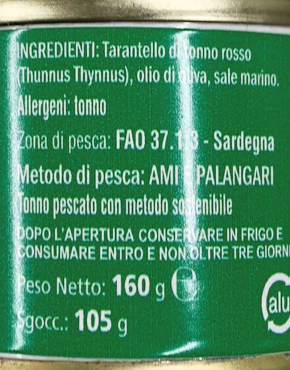 INGREDIENTI: Tarantello di tonno rosso
(Thunnus Thynnus), olio di oliva, sale marino.
Allergeni: tonno
Zona di pesca: FAO 37.1.3 - Sardegna
Metodo di pesca: AMI E PALANGARI
Tonno pescato con metodo sostenibile
DOPO L'APERTURA CONSERVARE IN FRIGO E
CONSUMARE ENTRO E NON OLTRE TRE GIORNI
Peso Netto: 160 g e
Sgocc.: 105 g
alu